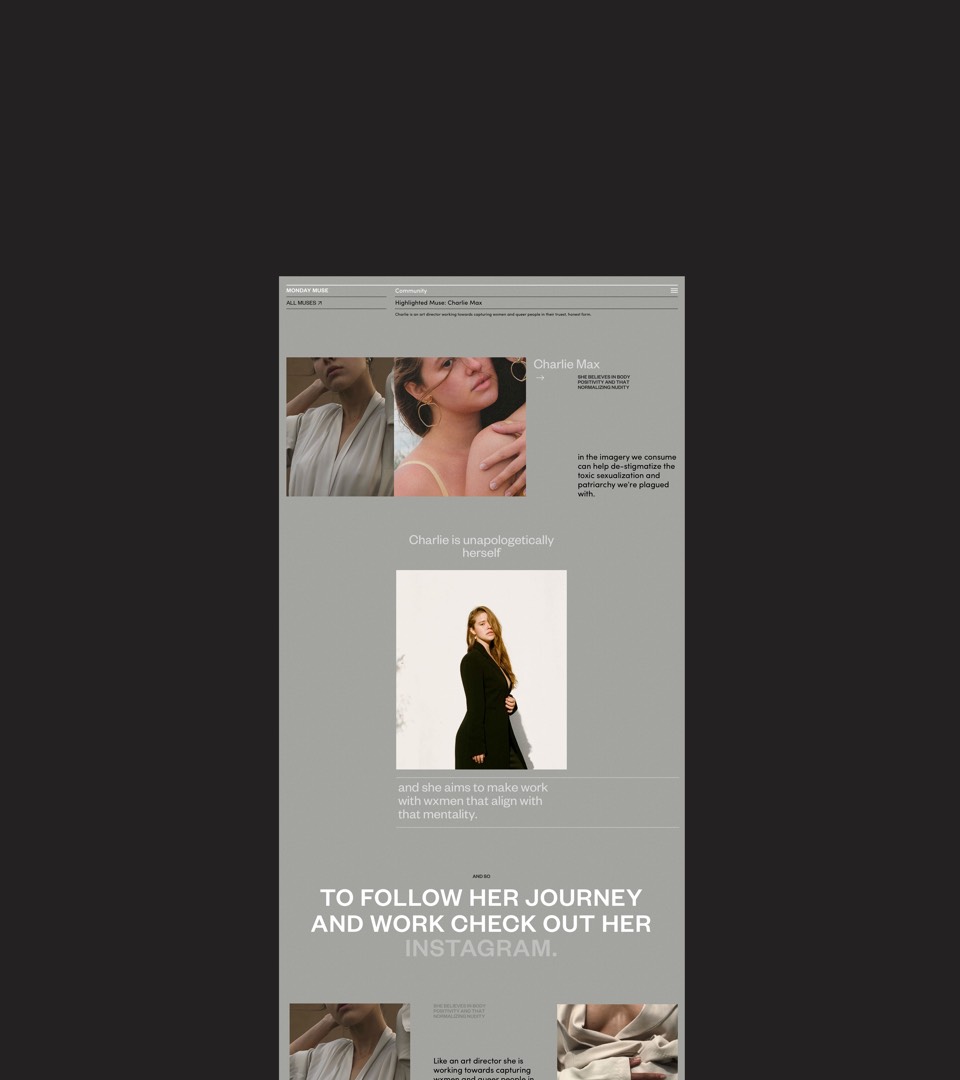 MONDAY MUSE
Community
ALL MUSES ↗
Highlighted Muse: Charlie Max
Charlie is an art director working towards capturing women and queer people in their truest, honest form.
Charlie Max
→
SHE BELIEVES IN BODY
POSITIVITY AND THAT
NORMALIZING NUDITY
in the imagery we consume
can help de-stigmatize the
toxic sexualization and
patriarchy we're plagued
with.
Charlie is unapologetically
herself
and she aims to make work
with wxmen that align with
that mentality.
AND SO
TO FOLLOW HER JOURNEY
AND WORK CHECK OUT HER
INSTAGRAM.
SHE BELIEVES IN BODY
POSITIVITY AND THAT
NORMALIZING NUDITY
Like an art director she is
working towards capturing
wxmen and queer people in